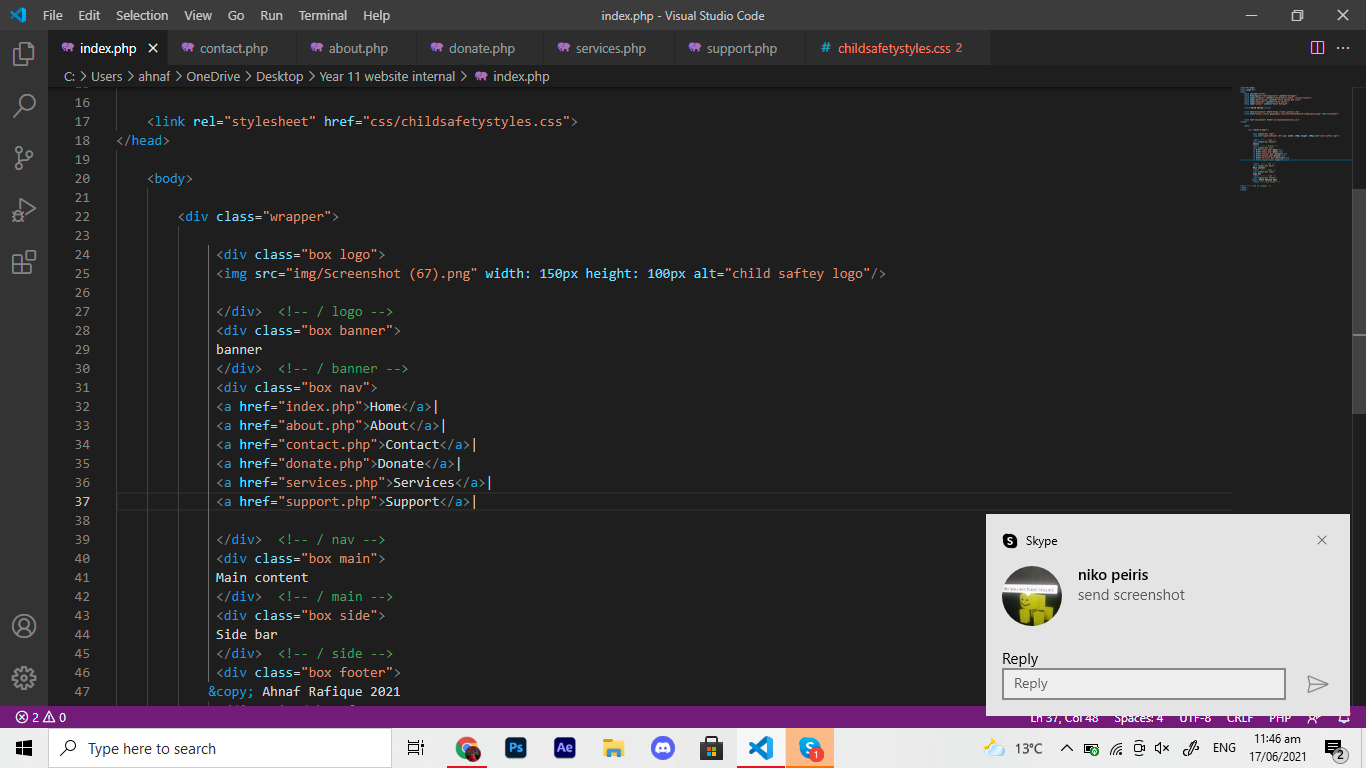 File Edit Selection View Go Run Terminal Help index.php - Visual Studio Code
index.php contact.php about.php donate.php services.php support.php # childsafetystyles.css 2
C: > Users > ahnaf > OneDrive > Desktop > Year 11 website internal > index.php
16
17 <link rel="stylesheet" href="css/childsafetystyles.css">
18 </head>
19
20 <body>
21
22 <div class="wrapper">
23
24 <div class="box logo">
25 <img src="img/Screenshot (67).png" width: 150px height: 100px alt="child saftey logo"/>
26
27 </div> <!-- / logo -->
28 <div class="box banner">
29 banner
30 </div> <!-- / banner -->
31 <div class="box nav">
32 <a href="index.php">Home</a>|
33 <a href="about.php">About</a>|
34 <a href="contact.php">Contact</a>|
35 <a href="donate.php">Donate</a>|
36 <a href="services.php">Services</a>|
37 <a href="support.php">Support</a>|
38
39 </div> <!-- / nav -->
40 <div class="box main">
41 Main content
42 </div> <!-- / main -->
43 <div class="box side">
44 Side bar
45 </div> <!-- / side -->
46 <div class="box footer">
47 &copy; Ahnaf Rafique 2021
Skype
niko peiris
send screenshot
Reply
Reply
2 0 Ln 37, Col 48 Spaces: 4 UTF-8 CRLF PHP
Type here to search
Ps Ae 1
13°C ENG
11:46 am
17/06/2021
2